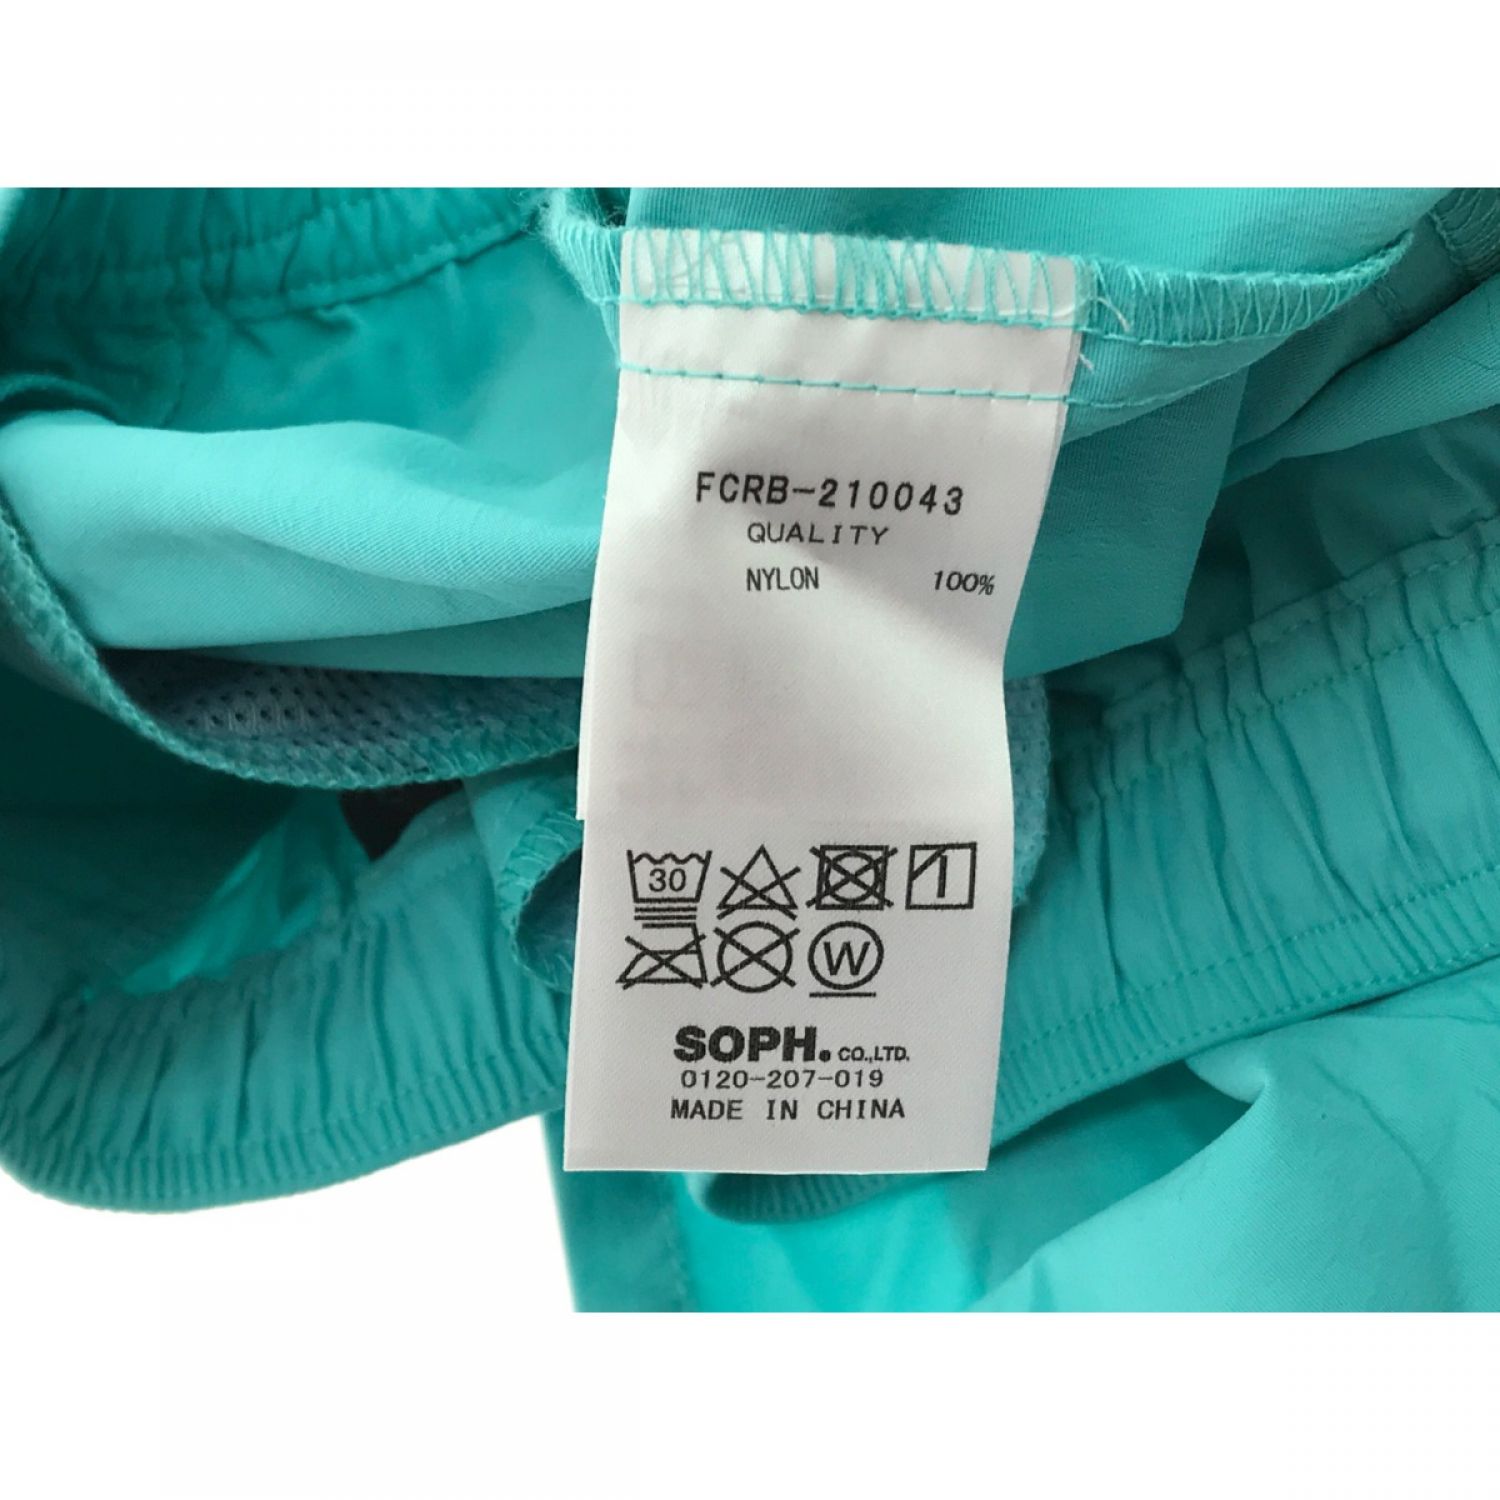 FCRB-210043
QUALITY
NYLON 100%
30
W
SOPH. CO.,LTD.
0120-207-019
MADE IN CHINA